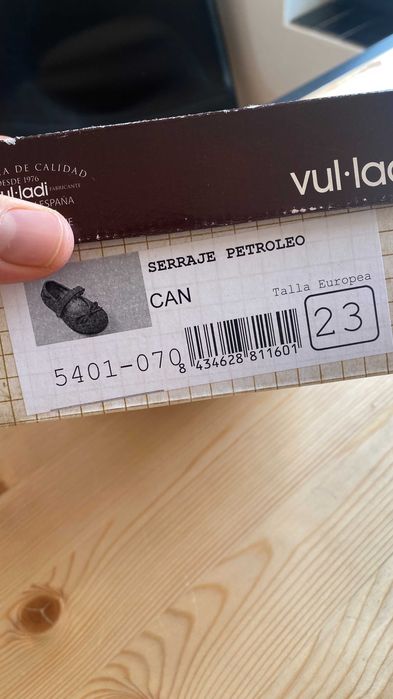 A DE CALIDAD
DESDE 1976
vul·ladi FABRICANTE
ESPAÑA
vul·lad
SERRAJE PETROLEO
CAN
Talla Europea
23
5401-070
8 434628 811601